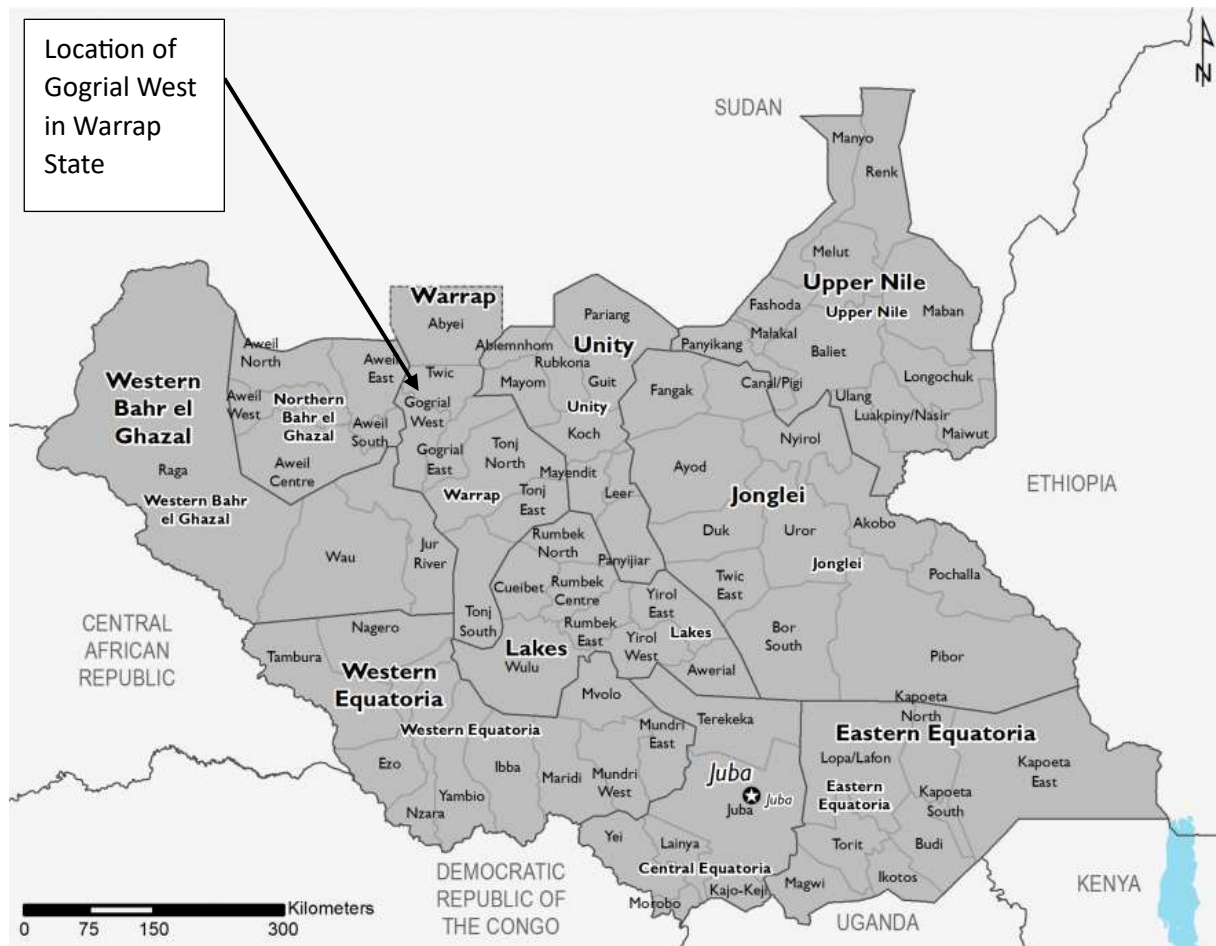 Location of
Gogrial West
in Warrap
State
N
SUDAN
Manyo
Renk
Melut
Upper Nile
Fashoda
Upper Nile
Maban
Malakal
Panyikang
Baliet
Longochuk
Canal/Pigi
Ulang
Luakpiny/Nasir
Maiwut
Warrap
Abyei
Pariang
Unity
Abiemnhom
Rubkona
Mayom
Guit
Unity
Koch
Mayendit
Leer
Panyijiar
Aweil
North
Aweil
East
Twic
Western
Bahr el
Ghazal
Aweil
West
Northern
Bahr el
Ghazal
Aweil
South
Aweil
Centre
Raga
Western Bahr
el Ghazal
Wau
Jur
River
Gogrial
West
Gogrial
East
Tonj
North
Warrap
Tonj
East
Tonj
South
Fangak
Nyirol
Ayod
Jonglei
Duk
Uror
Akobo
Jonglei
Pochalla
Twic
East
Bor
South
Pibor
ETHIOPIA
Rumbek
North
Cueibet
Rumbek
Centre
Rumbek
East
Yirol
East
Lakes
Yirol
West
Awerial
Lakes
Wulu
CENTRAL
AFRICAN
REPUBLIC
Nagero
Tambura
Western
Equatoria
Western Equatoria
Mvolo
Mundri
East
Ezo
Ibba
Maridi
Mundri
West
Yambio
Nzara
Terekeka
Juba
Juba
Juba
Yei
Lainya
Central Equatoria
Kajo-Keji
Morobo
Kapoeta
North
Eastern Equatoria
Lopa/Lafon
Kapoeta
East
Eastern
Equatoria
Kapoeta
South
Torit
Budi
Ikotos
Magwi
DEMOCRATIC
REPUBLIC OF
THE CONGO
UGANDA
KENYA
Kilometers
0 75 150 300